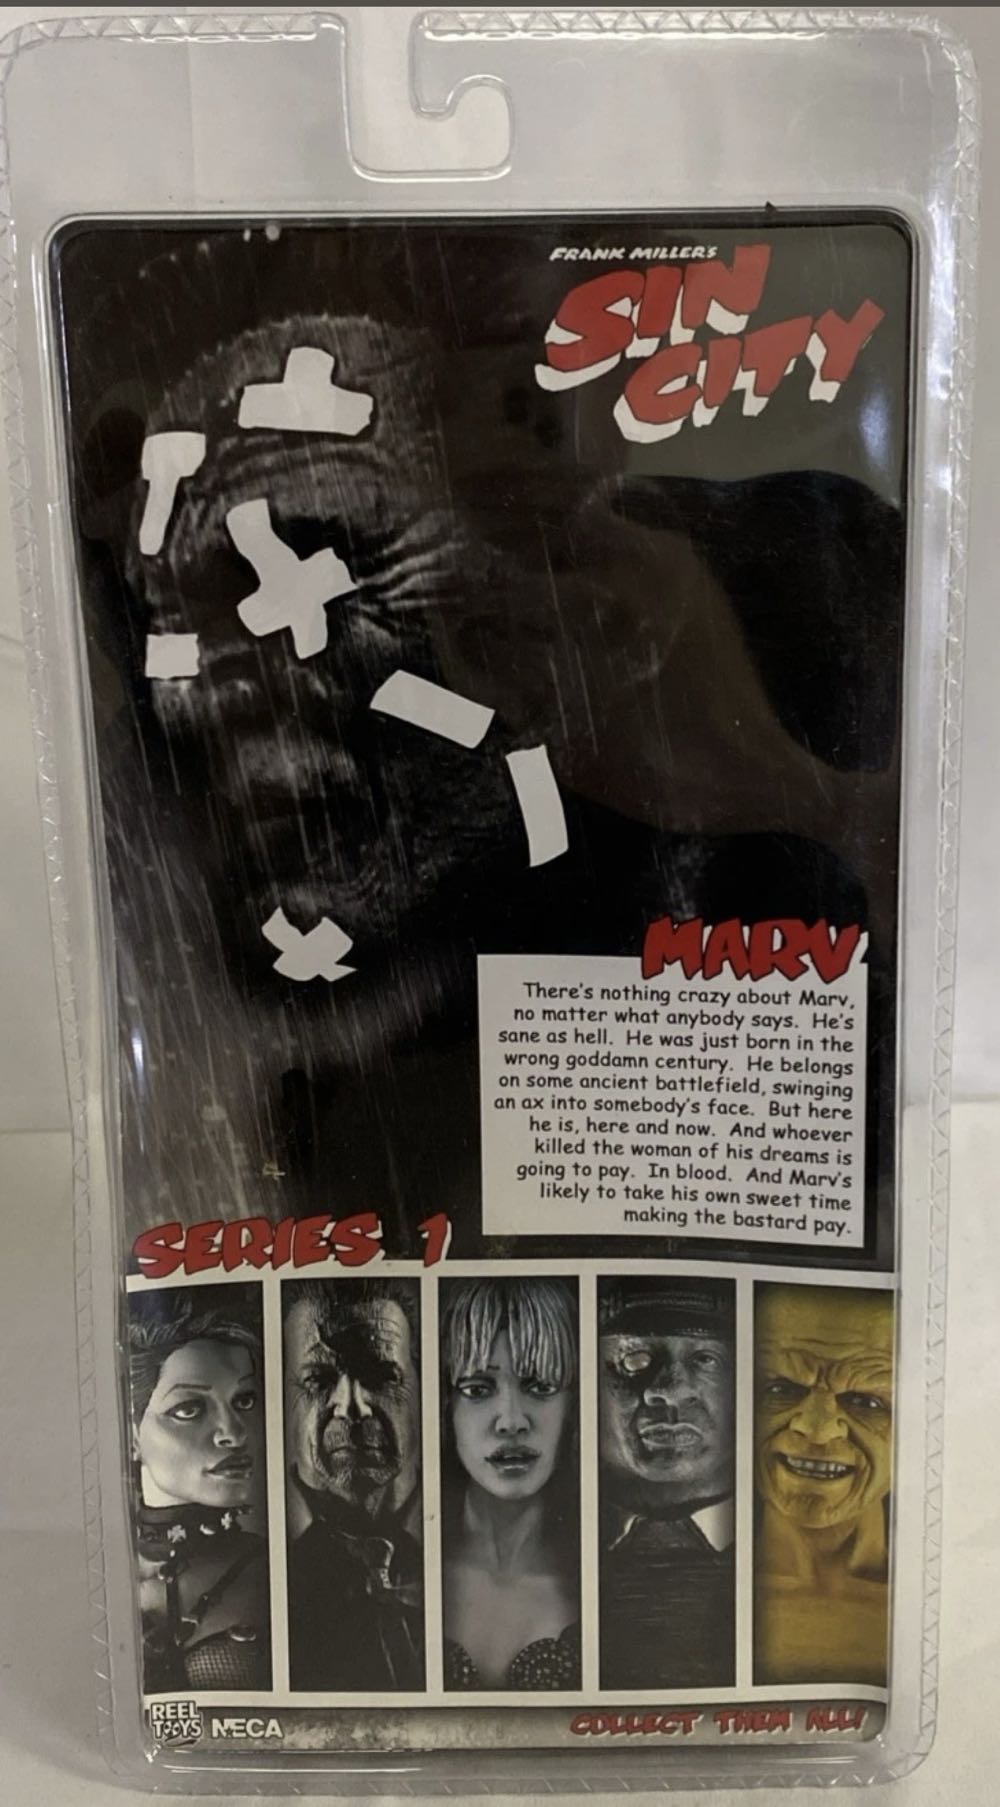 FRANK MILLER'S
SIN
CITY
MARV
There's nothing crazy about Marv,
no matter what anybody says. He's
sane as hell. He was just born in the
wrong goddamn century. He belongs
on some ancient battlefield, swinging
an ax into somebody's face. But here
he is, here and now. And whoever
killed the woman of his dreams is
going to pay. In blood. And Marv's
likely to take his own sweet time
making the bastard pay.
SERIES 1
REEL
TOYS
NECA
COLLECT THEM ALL!